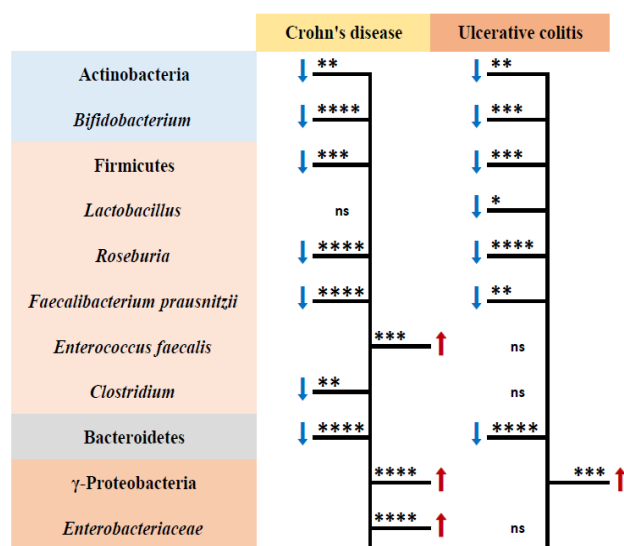 Crohn's disease Ulcerative colitis
Actinobacteria ** **
Bifidobacterium **** ***
Firmicutes *** ***
Lactobacillus ns *
Roseburia **** ****
Faecalibacterium prausnitzii **** **
Enterococcus faecalis *** ns
Clostridium ** ns
Bacteroidetes **** ****
γ-Proteobacteria **** ***
Enterobacteriaceae **** ns